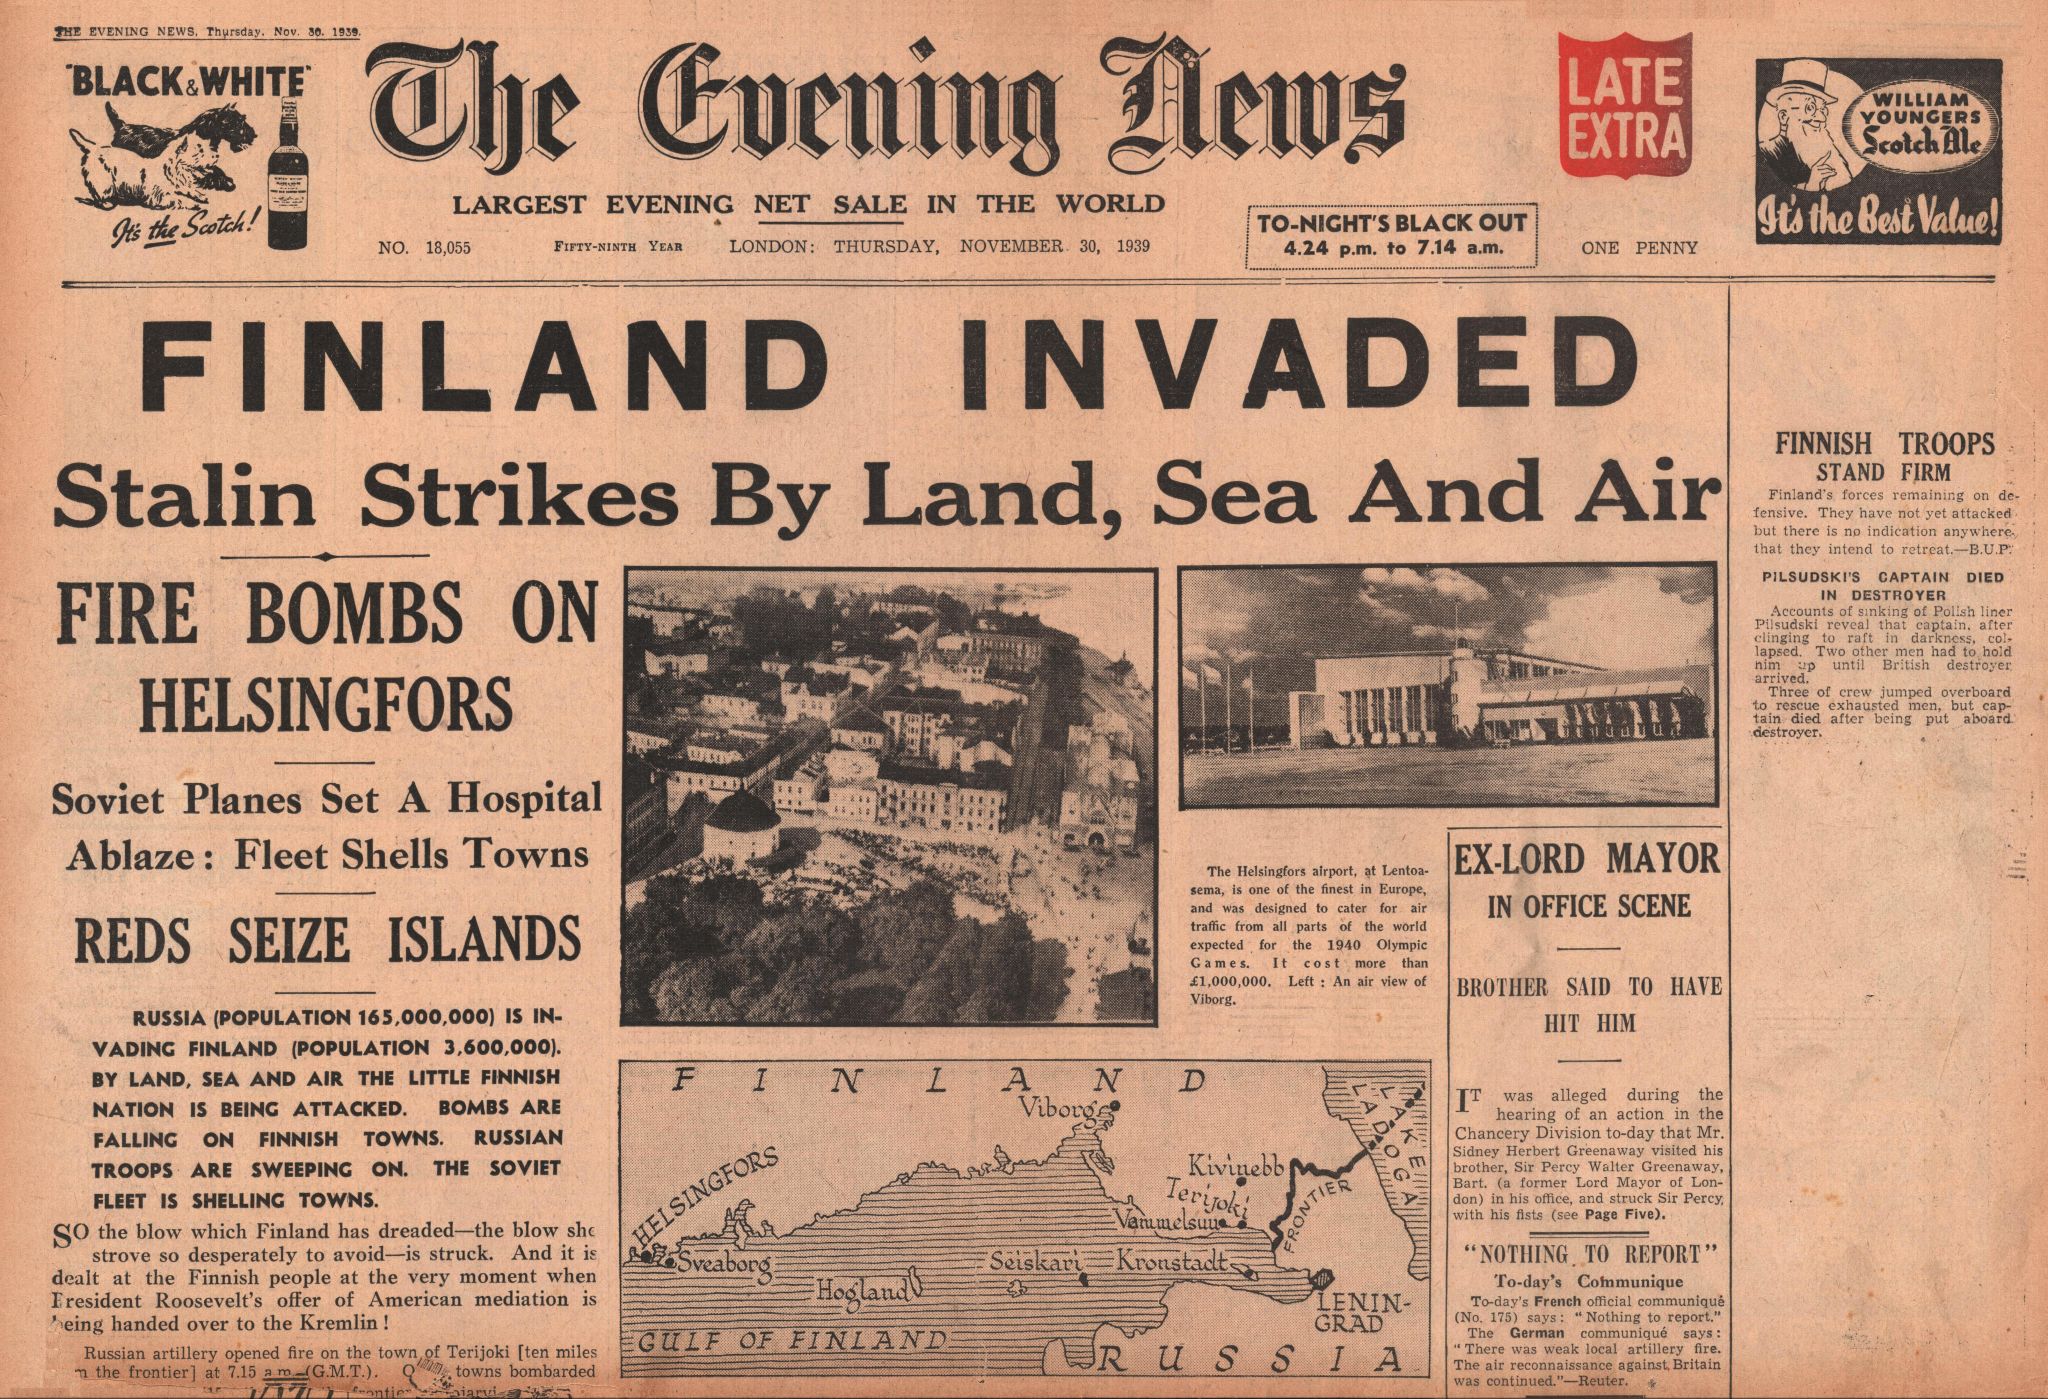 THE EVENING NEWS, Thursday, Nov. 30, 1939.
"BLACK & WHITE"
It's the Scotch!
The Evening News
LARGEST EVENING NET SALE IN THE WORLD
NO. 18,055 FIFTY-NINTH YEAR LONDON: THURSDAY, NOVEMBER 30, 1939
TO-NIGHT'S BLACK OUT
4.24 p.m. to 7.14 a.m.
ONE PENNY
LATE
EXTRA
WILLIAM
YOUNGERS
Scotch Ale
It's the Best Value!
FINLAND INVADED
Stalin Strikes By Land, Sea And Air
FIRE BOMBS ON
HELSINGFORS
Soviet Planes Set A Hospital
Ablaze: Fleet Shells Towns
REDS SEIZE ISLANDS
RUSSIA (POPULATION 165,000,000) IS IN-
VADING FINLAND (POPULATION 3,600,000).
BY LAND, SEA AND AIR THE LITTLE FINNISH
NATION IS BEING ATTACKED. BOMBS ARE
FALLING ON FINNISH TOWNS. RUSSIAN
TROOPS ARE SWEEPING ON. THE SOVIET
FLEET IS SHELLING TOWNS.
SO the blow which Finland has dreaded—the blow she
strove so desperately to avoid—is struck. And it is
dealt at the Finnish people at the very moment when
President Roosevelt's offer of American mediation is
being handed over to the Kremlin!
Russian artillery opened fire on the town of Terijoki [ten miles
the frontier] at 7.15 a.m. (G.M.T.). towns bombarded
The Helsingfors airport, at Lentoa-
sema, is one of the finest in Europe,
and was designed to cater for air
traffic from all parts of the world
expected for the 1940 Olympic
Games. It cost more than
£1,000,000. Left : An air view of
Viborg.
FINLAND
Viborg
LAKE
LADOGA
HELSINGFORS
Kivinebb
Terijoki
FRONTIER
Vammelsuu
Sveaborg
Seiskari
Kronstadt
Hogland
LENIN-
GRAD
GULF OF FINLAND
RUSSIA
EX-LORD MAYOR
IN OFFICE SCENE
BROTHER SAID TO HAVE
HIT HIM
IT was alleged during the
hearing of an action in the
Chancery Division to-day that Mr.
Sidney Herbert Greenaway visited his
brother, Sir Percy Walter Greenaway,
Bart. (a former Lord Mayor of Lon-
don) in his office, and struck Sir Percy,
with his fists (see Page Five).
"NOTHING TO REPORT"
To-day's Communique
To-day's French official communiqué
(No. 175) says: "Nothing to report."
The German communiqué says:
"There was weak local artillery fire.
The air reconnaissance against Britain
was continued."—Reuter.
FINNISH TROOPS
STAND FIRM
Finland's forces remaining on de-
fensive. They have not yet attacked
but there is no indication anywhere
that they intend to retreat.—B.U.P.
PILSUDSKI'S CAPTAIN DIED
IN DESTROYER
Accounts of sinking of Polish liner
Pilsudski reveal that captain, after
clinging to raft in darkness, col-
lapsed. Two other men had to hold
him up until British destroyer
arrived.
Three of crew jumped overboard
to rescue exhausted men, but cap-
tain died after being put aboard
destroyer.